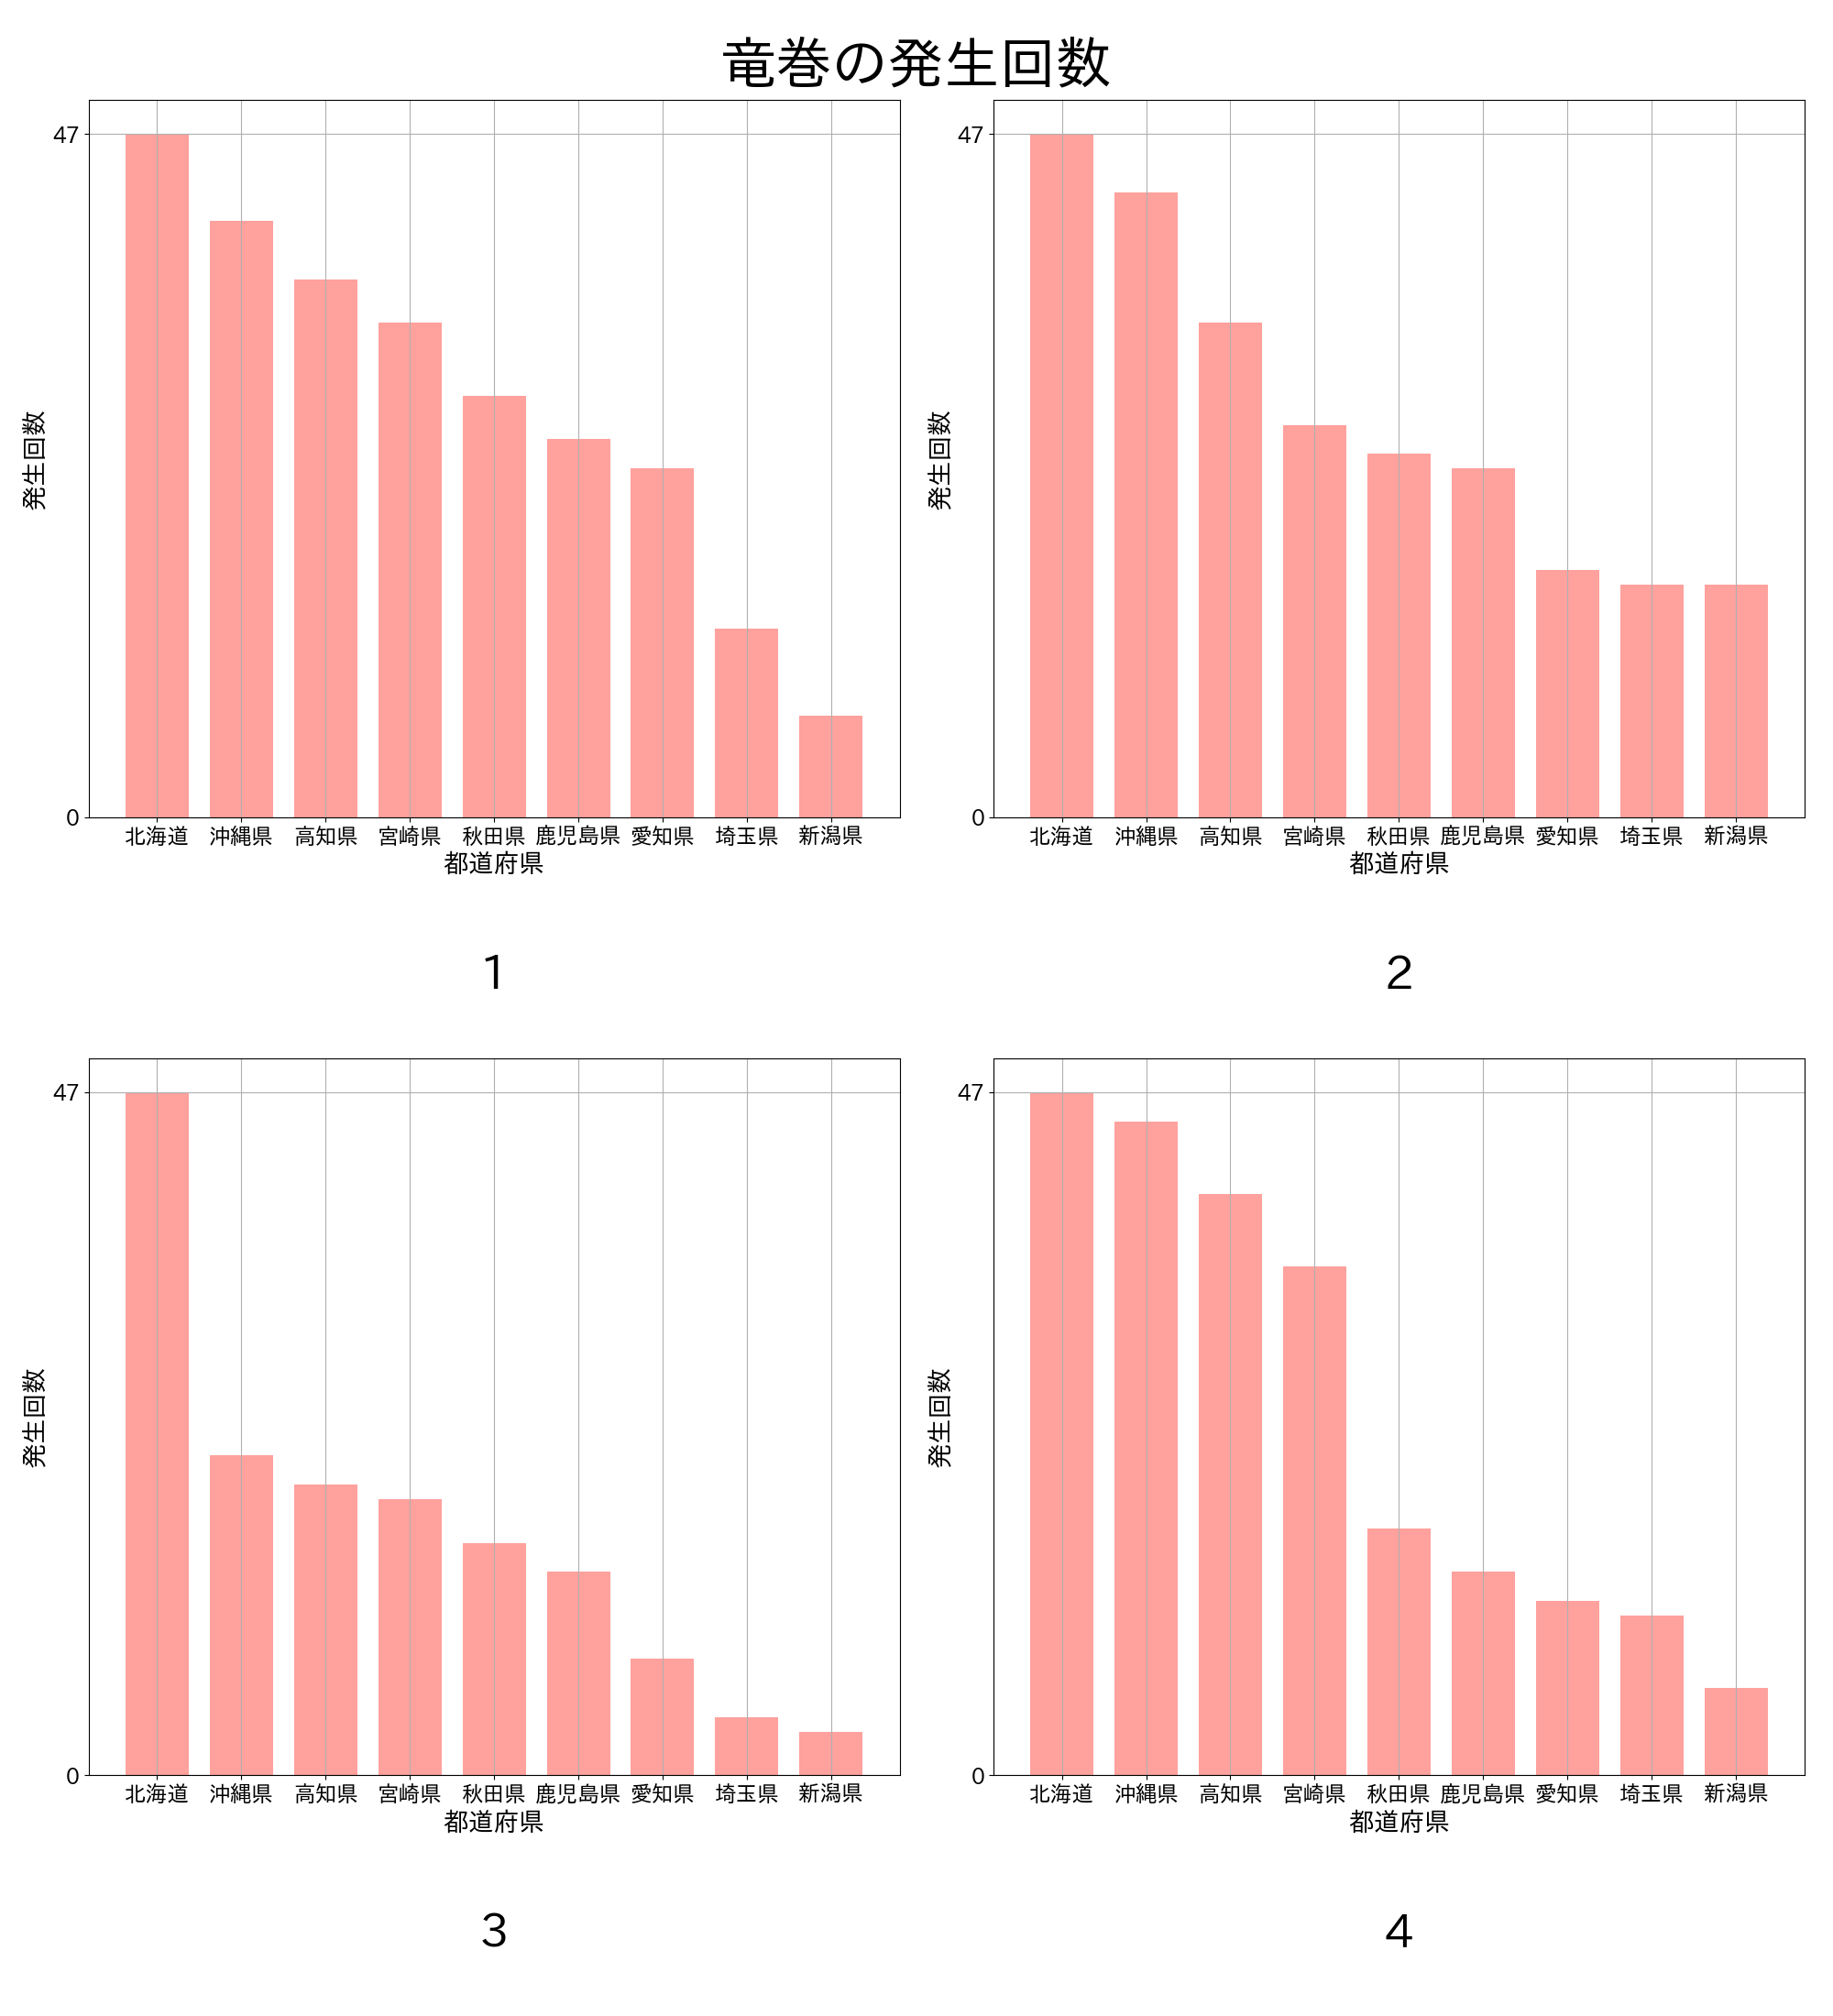 竜巻の発生回数
47
発生回数
0
北海道 沖縄県 高知県 宮崎県 秋田県 鹿児島県 愛知県 埼玉県 新潟県
都道府県
1
47
発生回数
0
北海道 沖縄県 高知県 宮崎県 秋田県 鹿児島県 愛知県 埼玉県 新潟県
都道府県
2
47
発生回数
0
北海道 沖縄県 高知県 宮崎県 秋田県 鹿児島県 愛知県 埼玉県 新潟県
都道府県
3
47
発生回数
0
北海道 沖縄県 高知県 宮崎県 秋田県 鹿児島県 愛知県 埼玉県 新潟県
都道府県
4